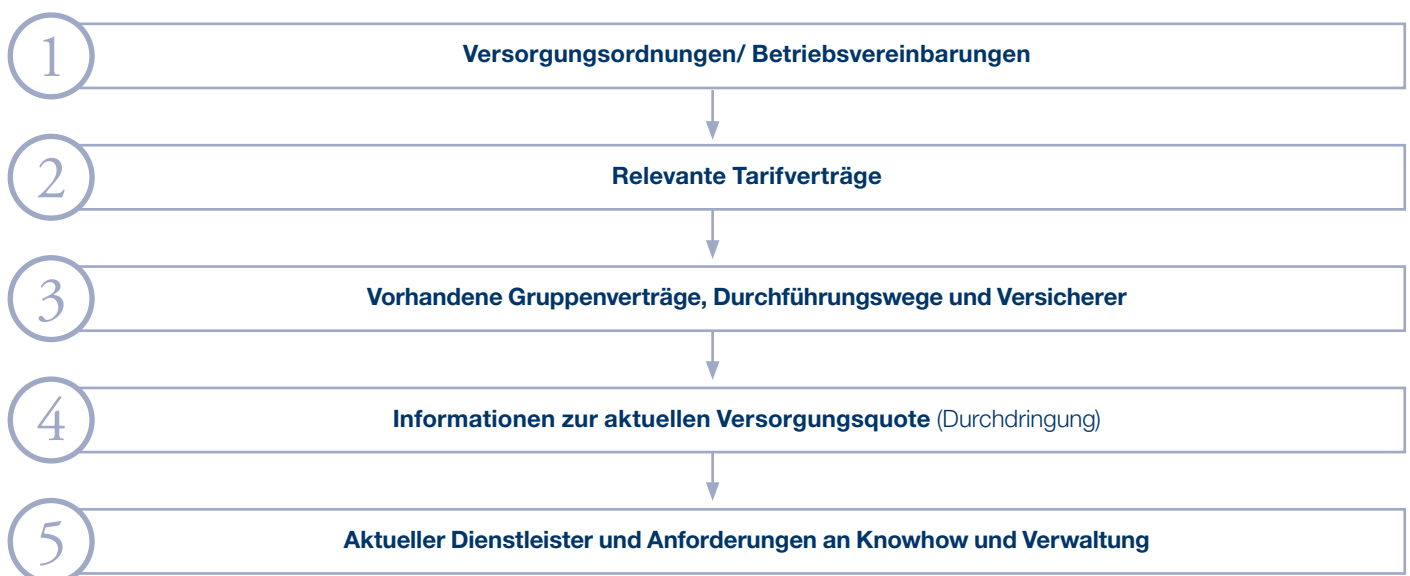 1
Versorgungsordnungen/ Betriebsvereinbarungen
2
Relevante Tarifverträge
3
Vorhandene Gruppenverträge, Durchführungswege und Versicherer
4
Informationen zur aktuellen Versorgungsquote (Durchdringung)
5
Aktueller Dienstleister und Anforderungen an Knowhow und Verwaltung